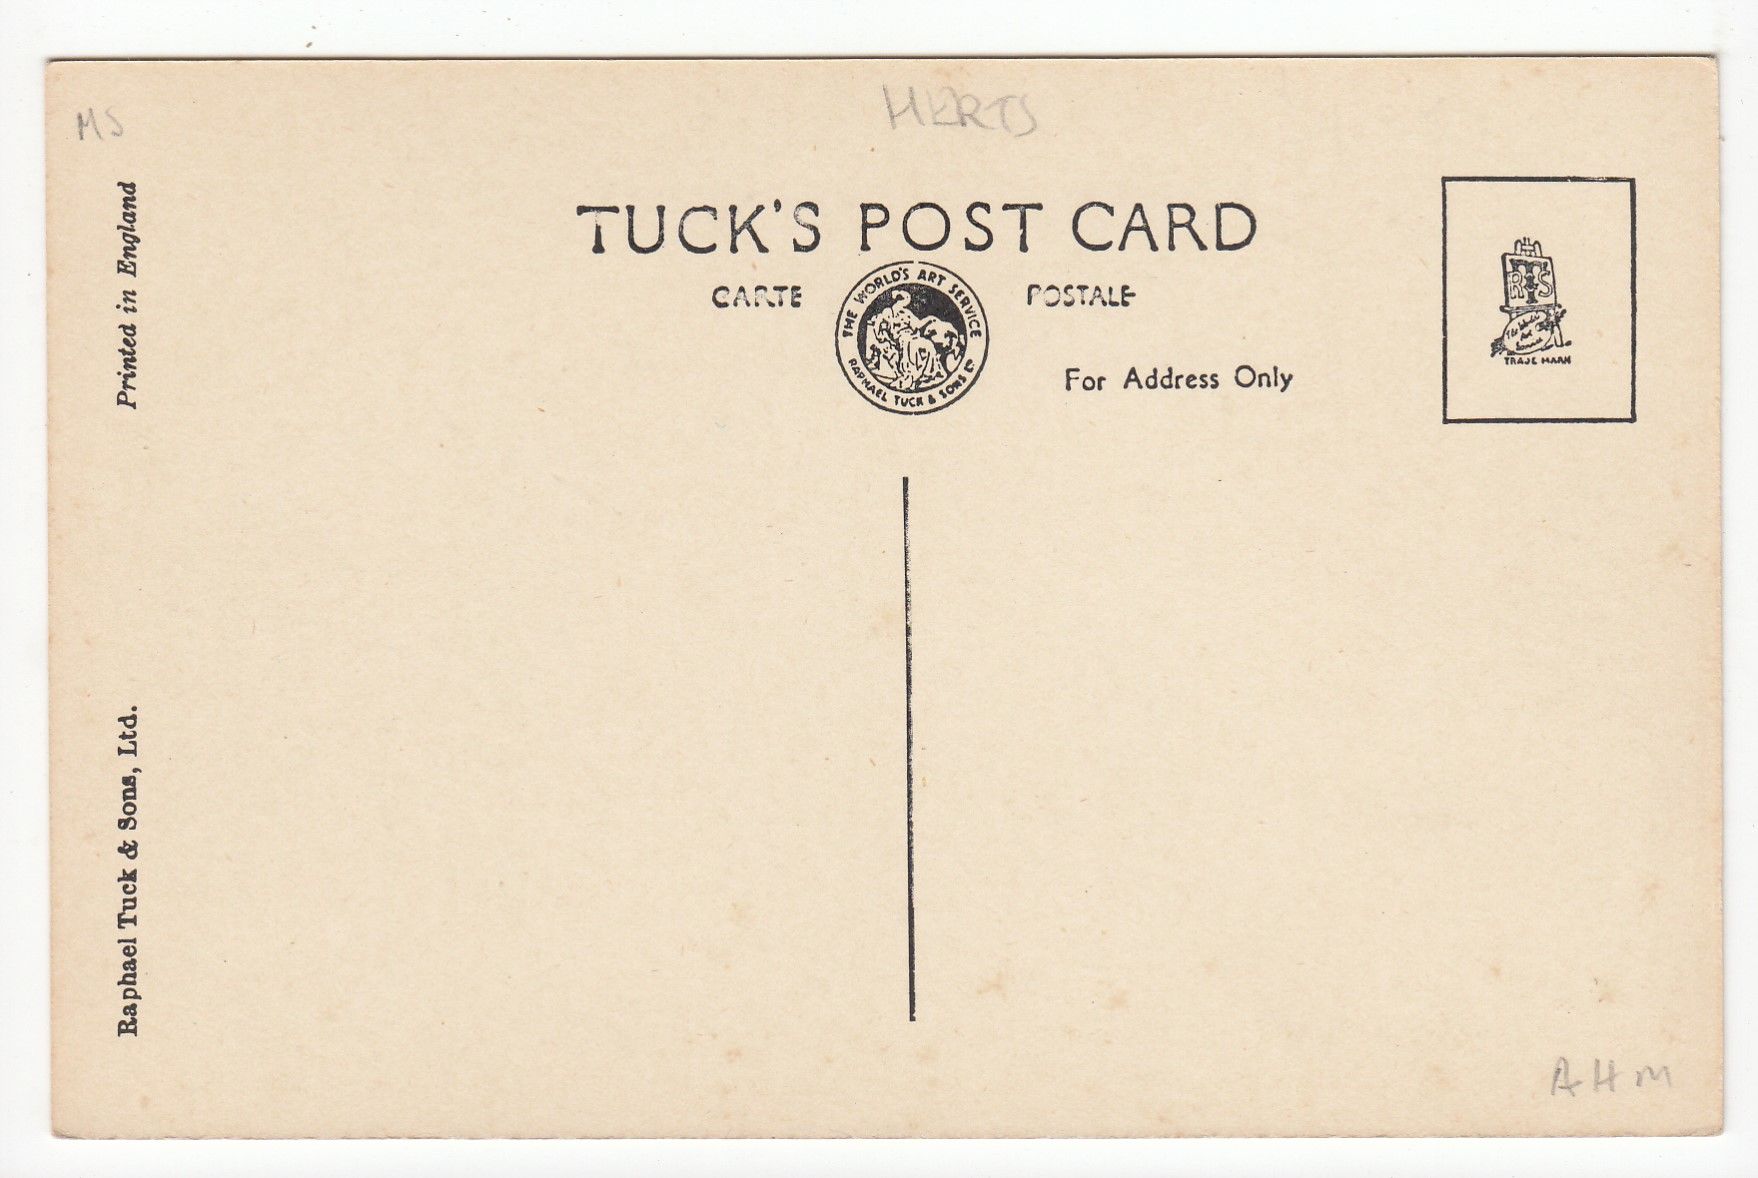 MS
HERTS
Printed in England
TUCK'S POST CARD
CARTE POSTALE
THE WORLD'S ART SERVICE
RAPHAEL TUCK & SONS LTD
For Address Only
RTS
TRADE MARK
Raphael Tuck & Sons, Ltd.
AHM